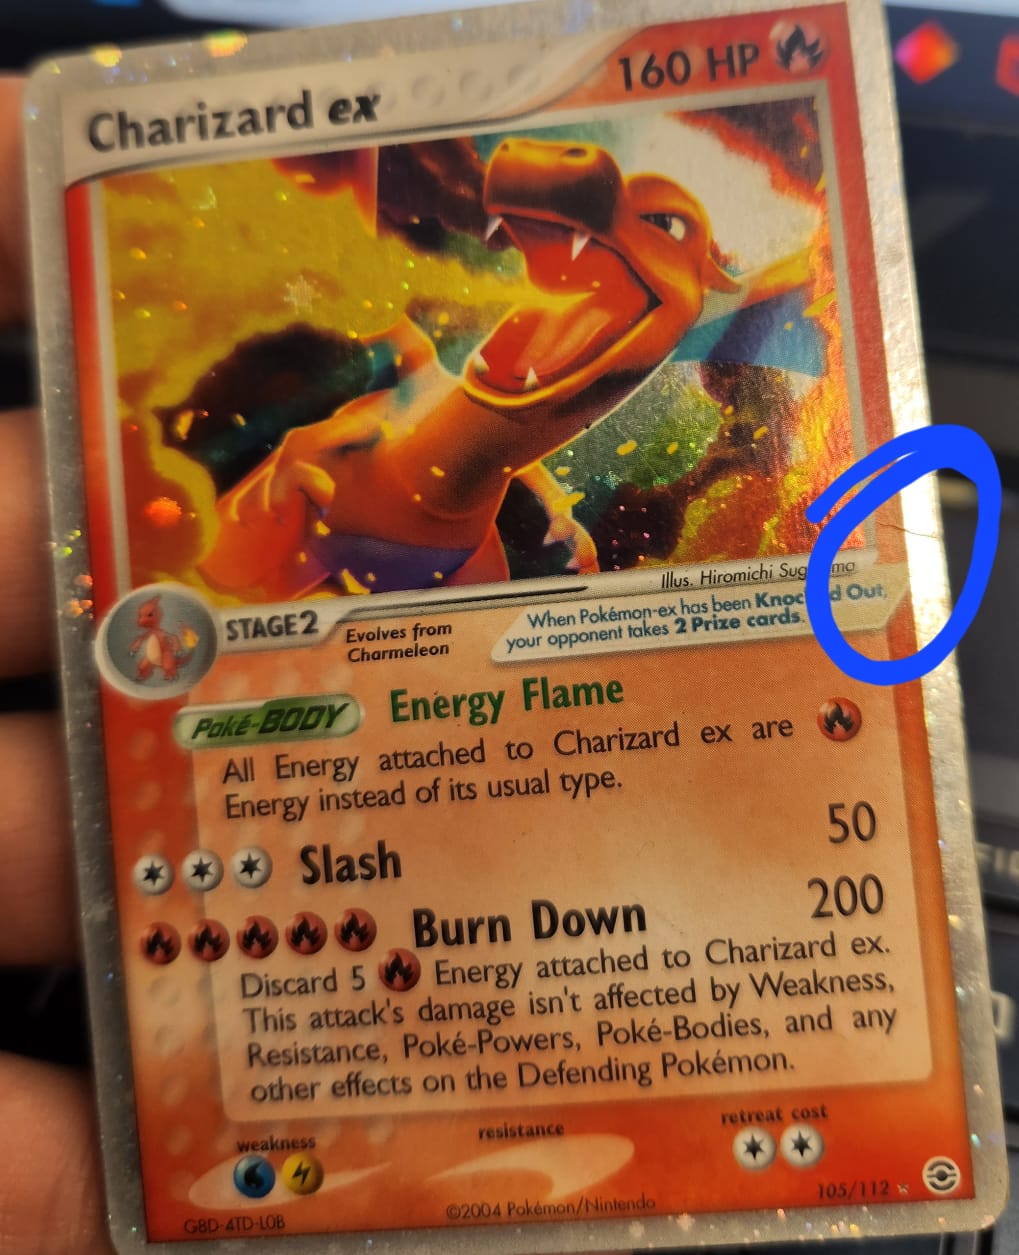 Charizard ex
160 HP
Illus. Hiromichi Sug
STAGE2
Evolves from
Charmeleon
When Pokémon-ex has been Knocked Out,
your opponent takes 2 Prize cards.
Poké-BODY
Energy Flame
All Energy attached to Charizard ex are
Energy instead of its usual type.
Slash 50
Burn Down 200
Discard 5 Energy attached to Charizard ex.
This attack's damage isn't affected by Weakness,
Resistance, Poké-Powers, Poké-Bodies, and any
other effects on the Defending Pokémon.
weakness
resistance
retreat cost
GBD-4TD-L0B
©2004 Pokémon/Nintendo
105/112